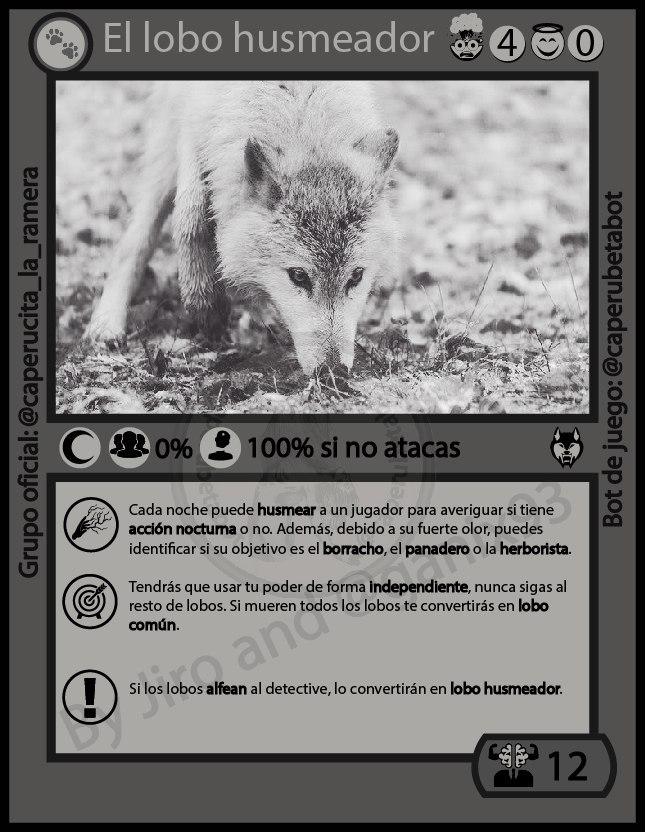 El lobo husmeador 4 0
Grupo oficial: @caperucita_la_ramera
Bot de juego: @caperubetabot
0% 100% si no atacas
Cada noche puede husmear a un jugador para averiguar si tiene
acción nocturna o no. Además, debido a su fuerte olor, puedes
identificar si su objetivo es el borracho, el panadero o la herborista.
Tendrás que usar tu poder de forma independiente, nunca sigas al
resto de lobos. Si mueren todos los lobos te convertirás en lobo
común.
Si los lobos alfean al detective, lo convertirán en lobo husmeador.
By Jiro and
12